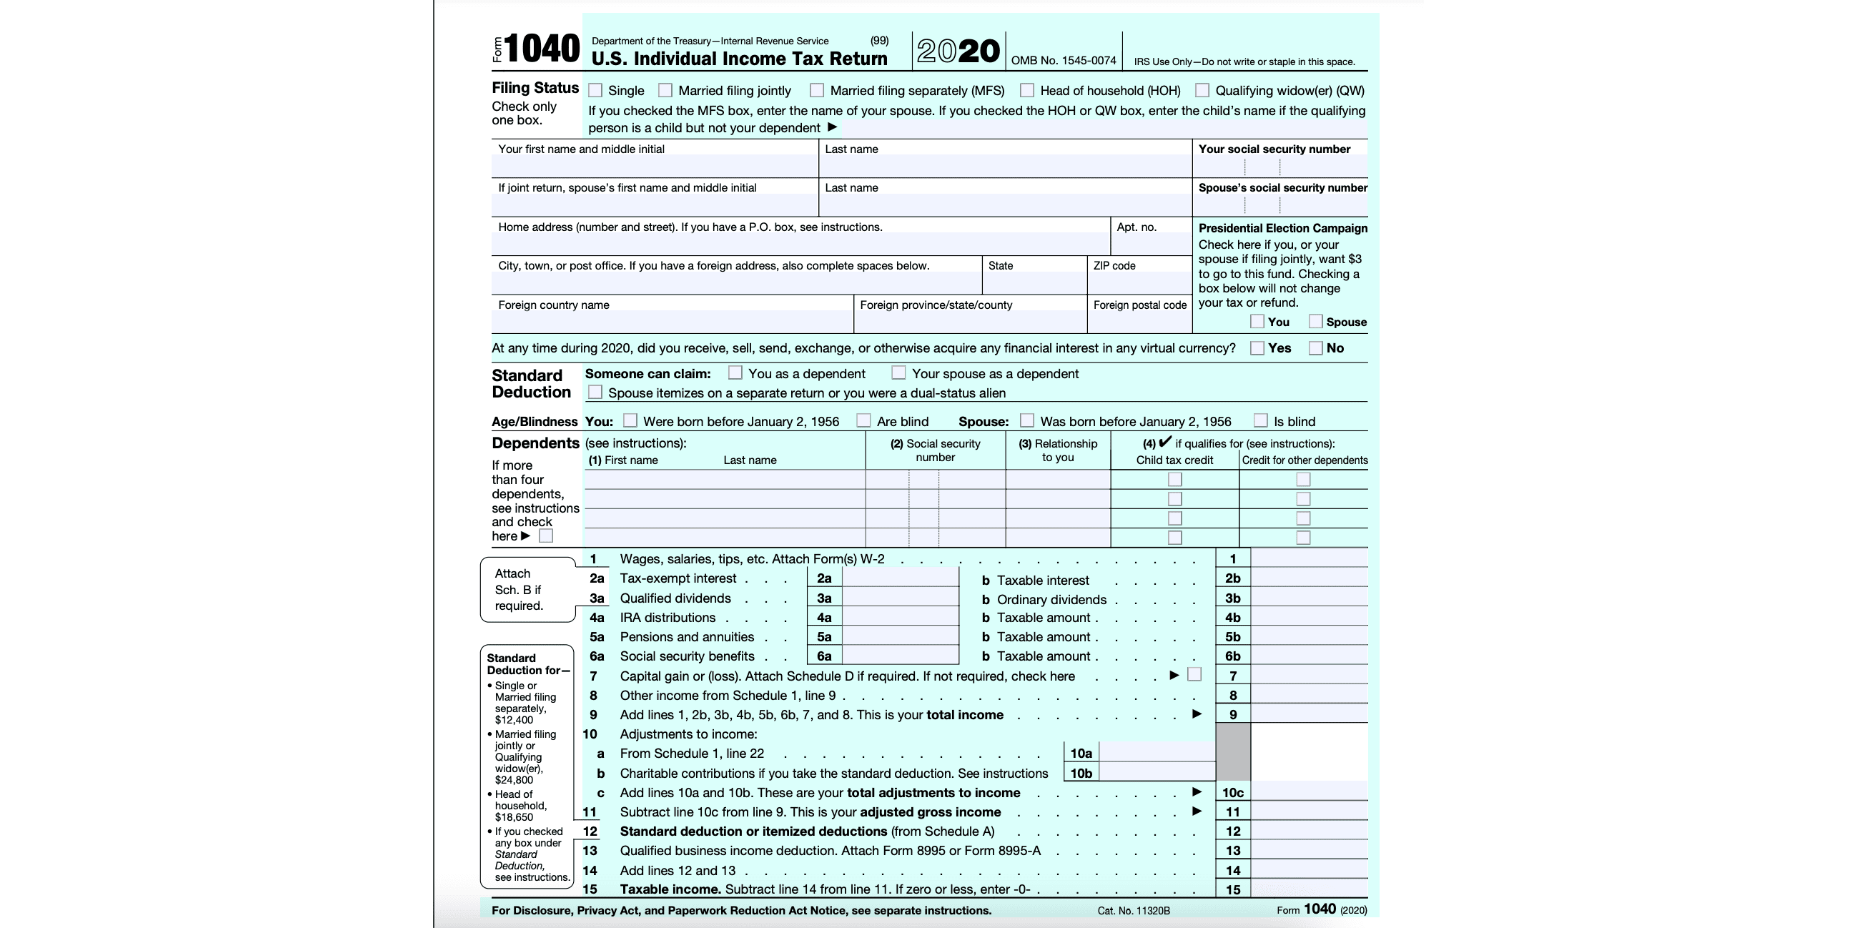 Form 1040 Department of the Treasury—Internal Revenue Service (99)
U.S. Individual Income Tax Return 2020 OMB No. 1545-0074 IRS Use Only—Do not write or staple in this space.
Filing Status Single Married filing jointly Married filing separately (MFS) Head of household (HOH) Qualifying widow(er) (QW)
Check only
one box.
If you checked the MFS box, enter the name of your spouse. If you checked the HOH or QW box, enter the child's name if the qualifying
person is a child but not your dependent ▶
Your first name and middle initial Last name Your social security number
If joint return, spouse's first name and middle initial Last name Spouse's social security number
Home address (number and street). If you have a P.O. box, see instructions. Apt. no.
City, town, or post office. If you have a foreign address, also complete spaces below. State ZIP code
Foreign country name Foreign province/state/county Foreign postal code
Presidential Election Campaign
Check here if you, or your
spouse if filing jointly, want $3
to go to this fund. Checking a
box below will not change
your tax or refund.
You Spouse
At any time during 2020, did you receive, sell, send, exchange, or otherwise acquire any financial interest in any virtual currency? Yes No
Standard
Deduction
Someone can claim: You as a dependent Your spouse as a dependent
Spouse itemizes on a separate return or you were a dual-status alien
Age/Blindness You: Were born before January 2, 1956 Are blind Spouse: Was born before January 2, 1956 Is blind
Dependents (see instructions):
(1) First name Last name
(2) Social security
number
(3) Relationship
to you
(4) ✔ if qualifies for (see instructions):
Child tax credit Credit for other dependents
If more
than four
dependents,
see instructions
and check
here ▶
Attach
Sch. B if
required.
1 Wages, salaries, tips, etc. Attach Form(s) W-2 . . . . . . . . . . . . . . . . 1
2a Tax-exempt interest . . . 2a b Taxable interest . . . . . 2b
3a Qualified dividends . . . 3a b Ordinary dividends . . . . . 3b
4a IRA distributions . . . . 4a b Taxable amount . . . . . . 4b
5a Pensions and annuities . . 5a b Taxable amount . . . . . . 5b
6a Social security benefits . . 6a b Taxable amount . . . . . . 6b
7 Capital gain or (loss). Attach Schedule D if required. If not required, check here . . . . ▶ 7
8 Other income from Schedule 1, line 9 . . . . . . . . . . . . . . . . . . . 8
9 Add lines 1, 2b, 3b, 4b, 5b, 6b, 7, and 8. This is your total income . . . . . . . . . ▶ 9
10 Adjustments to income:
a From Schedule 1, line 22 . . . . . . . . . . . . . . 10a
b Charitable contributions if you take the standard deduction. See instructions 10b
c Add lines 10a and 10b. These are your total adjustments to income . . . . . . . . ▶ 10c
11 Subtract line 10c from line 9. This is your adjusted gross income . . . . . . . . . ▶ 11
12 Standard deduction or itemized deductions (from Schedule A) . . . . . . . . . . 12
13 Qualified business income deduction. Attach Form 8995 or Form 8995-A . . . . . . . . 13
14 Add lines 12 and 13 . . . . . . . . . . . . . . . . . . . . . . . . 14
15 Taxable income. Subtract line 14 from line 11. If zero or less, enter -0- . . . . . . . . . 15
Standard
Deduction for—
• Single or
Married filing
separately,
$12,400
• Married filing
jointly or
Qualifying
widow(er),
$24,800
• Head of
household,
$18,650
• If you checked
any box under
Standard
Deduction,
see instructions.
For Disclosure, Privacy Act, and Paperwork Reduction Act Notice, see separate instructions. Cat. No. 11320B Form 1040 (2020)